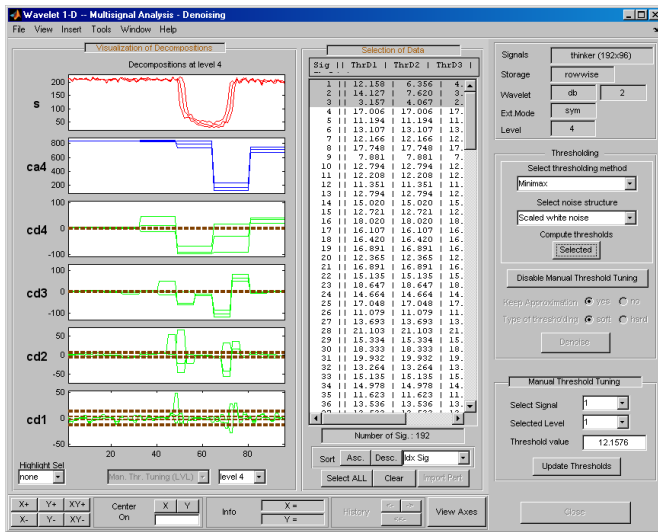 Wavelet 1-D -- Multisignal Analysis - Denoising
File View Insert Tools Window Help
Visualization of Decompositions
Decompositions at level 4
s
200
150
100
50
ca4
800
600
400
200
cd4
100
0
-100
cd3
100
0
-100
cd2
50
0
-50
cd1
50
0
-50
20 40 60 80
Highlight Sel
none
Man. Thr. Tuning (LVL)
level 4
Selection of Data
Sig || ThrD1 | ThrD2 | ThrD3 |
1 || 12.158 | 6.356 | 4.
2 || 14.127 | 7.620 | 3.
3 || 3.157 | 4.067 | 2.
4 || 17.006 | 17.006 | 17.
5 || 11.194 | 11.194 | 11.
6 || 13.107 | 13.107 | 13.
7 || 12.166 | 12.166 | 12.
8 || 17.748 | 17.748 | 17.
9 || 7.881 | 7.881 | 7.
10 || 12.794 | 12.794 | 12.
11 || 12.208 | 12.208 | 12.
12 || 11.351 | 11.351 | 11.
13 || 12.794 | 12.794 | 12.
14 || 15.020 | 15.020 | 15.
15 || 12.721 | 12.721 | 12.
16 || 18.020 | 18.020 | 18.
17 || 16.107 | 16.107 | 16.
18 || 16.420 | 16.420 | 16.
19 || 16.891 | 16.891 | 16.
20 || 12.365 | 12.365 | 12.
21 || 16.891 | 16.891 | 16.
22 || 15.135 | 15.135 | 15.
23 || 18.647 | 18.647 | 18.
24 || 14.664 | 14.664 | 14.
25 || 17.048 | 17.048 | 17.
26 || 11.079 | 11.079 | 11.
27 || 13.693 | 13.693 | 13.
28 || 21.103 | 21.103 | 21.
29 || 15.334 | 15.334 | 15.
30 || 18.333 | 18.333 | 18.
31 || 19.932 | 19.932 | 19.
32 || 13.264 | 13.264 | 13.
33 || 15.135 | 15.135 | 15.
34 || 14.978 | 14.978 | 14.
35 || 11.623 | 11.623 | 11.
36 || 13.536 | 13.536 | 13.
Number of Sig. : 192
Sort Asc. Desc. Idx Sig
Select ALL Clear Import Part
Signals thinker (192x96)
Storage rowwise
Wavelet db 2
Ext.Mode sym
Level 4
Thresholding
Select thresholding method
Minimax
Select noise structure
Scaled white noise
Compute thresholds
Selected
Disable Manual Threshold Tuning
Keep Approximation yes no
Type of thresholding soft hard
Denoise
Manual Threshold Tuning
Select Signal 1
Selected Level 1
Threshold value 12.1576
Update Thresholds
X+ Y+ XY+
X- Y- XY-
Center On X Y
Info X =
Y =
History <- ->
<<-
View Axes
Close